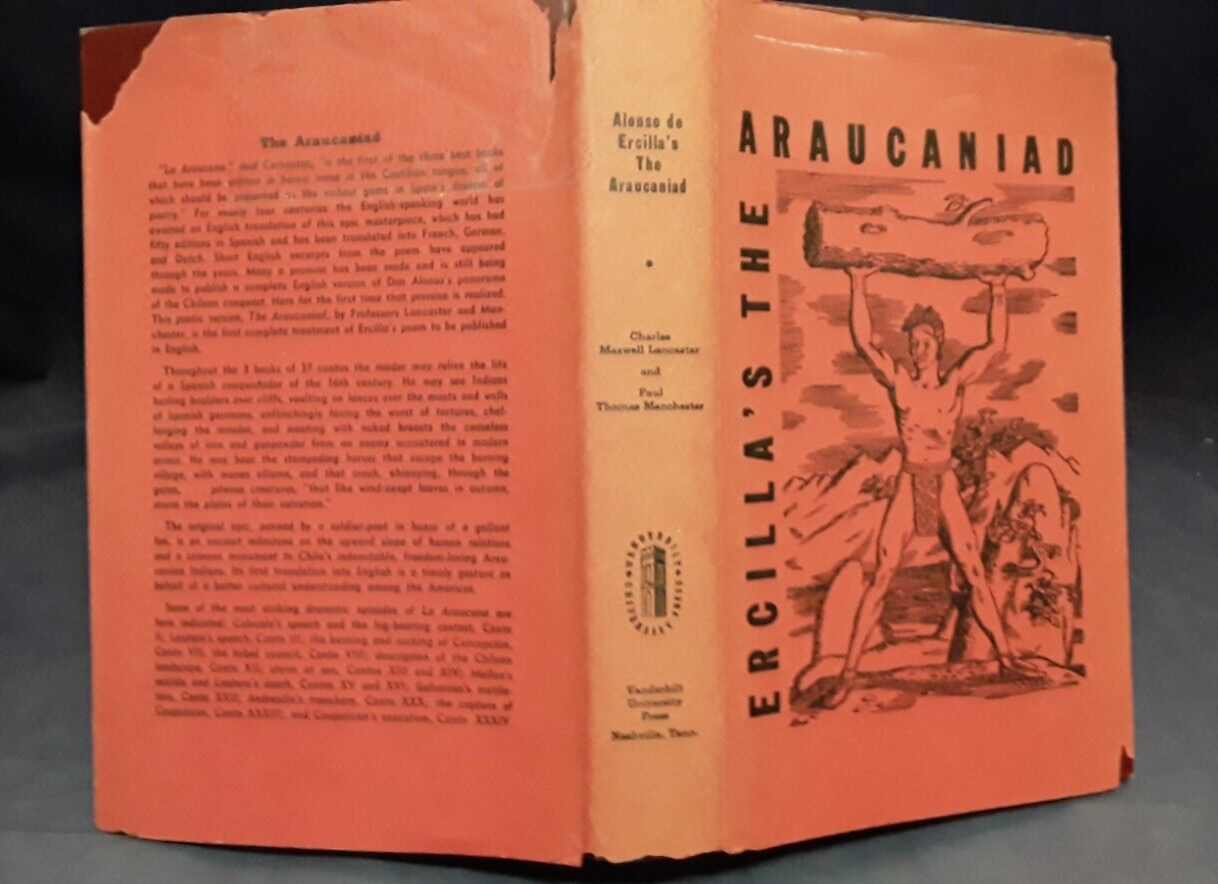 The Araucaniad
"La Araucana," said Cervantes, "is the first of the three best books
that have been written in heroic verse in the Castilian tongue, all of
which should be preserved as the richest gems in Spain's diadem of
poetry." For nearly four centuries the English-speaking world has
awaited an English translation of this epic masterpiece, which has had
fifty editions in Spanish and has been translated into French, German,
and Dutch. Short English excerpts from the poem have appeared
through the years. Many a promise has been made and is still being
made to publish a complete English version of Don Alonso's panorama
of the Chilean conquest. Here for the first time that promise is realized.
This poetic version, The Araucaniad, by Professors Lancaster and Man-
chester, is the first complete treatment of Ercilla's poem to be published
in English.
Throughout the 3 books of 37 cantos the reader may relive the life
of a Spanish conquistador of the 16th century. He may see Indians
hurling boulders over cliffs, vaulting on lances over the moats and walls
of Spanish garrisons, unflinchingly facing the worst of tortures, chal-
lenging the invader, and meeting with naked breasts the ceaseless
volleys of iron and gunpowder from an enemy accoutered in modern
armor. He may hear the stampeding horses that escape the burning
village, with manes aflame, and that crash, whinnying, through the
gates, piteous creatures, "that like wind-swept leaves in autumn,
storm the plains of their salvation."
The original epic, penned by a soldier-poet in honor of a gallant
foe, is an ancient milestone on the upward slope of human relations
and a crimson monument to Chile's indomitable, freedom-loving Arau-
canian Indians. Its first translation into English is a timely gesture on
behalf of a better cultural understanding among the Americas.
Some of the most striking dramatic episodes of La Araucana are
here indicated: Colocolo's speech and the log-bearing contest, Canto
II; Lautaro's speech, Canto III; the burning and sacking of Concepción,
Canto VII; the tribal council, Canto VIII; description of the Chilean
landscape, Canto XII; storm at sea, Cantos XV and XVI; Galvarino's mutila-
tion, Canto XXII; Andresillo's treachery, Canto XXX; the capture of
Caupolicán, Canto XXXIII; and Caupolicán's execution, Canto XXXIV
Alonso de
Ercilla's
The
Araucaniad
•
Charles
Maxwell Lancaster
and
Paul
Thomas Manchester
VANDERBILT UNIVERSITY PRESS
Vanderbilt
University
Press
Nashville, Tenn.
ERCILLA'S THE
ARAUCANIAD